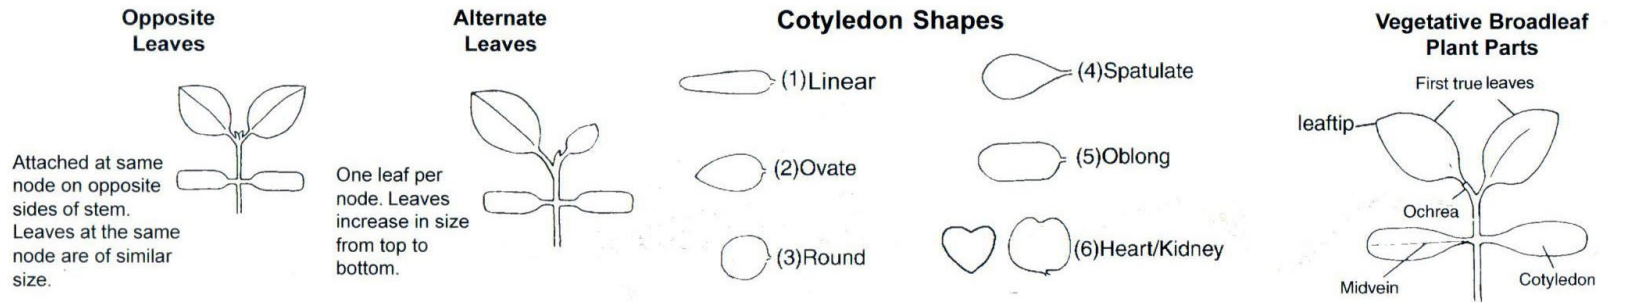 Opposite
Leaves
Attached at same
node on opposite
sides of stem.
Leaves at the same
node are of similar
size.
Alternate
Leaves
One leaf per
node. Leaves
increase in size
from top to
bottom.
Cotyledon Shapes
(1)Linear
(2)Ovate
(3)Round
(4)Spatulate
(5)Oblong
(6)Heart/Kidney
Vegetative Broadleaf
Plant Parts
First true leaves
leaftip
Ochrea
Midvein
Cotyledon